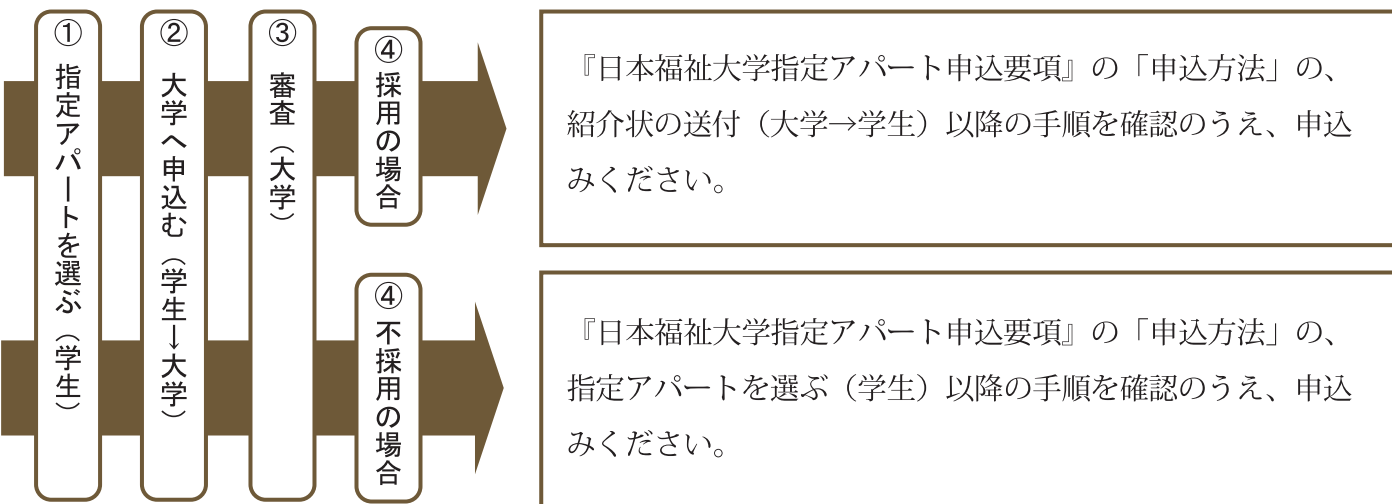 ① 指定アパートを選ぶ（学生）
② 大学へ申込む（学生→大学）
③ 審査（大学）
④ 採用の場合
『日本福祉大学指定アパート申込要項』の「申込方法」の、
紹介状の送付（大学→学生）以降の手順を確認のうえ、申込
みください。
④ 不採用の場合
『日本福祉大学指定アパート申込要項』の「申込方法」の、
指定アパートを選ぶ（学生）以降の手順を確認のうえ、申込
みください。